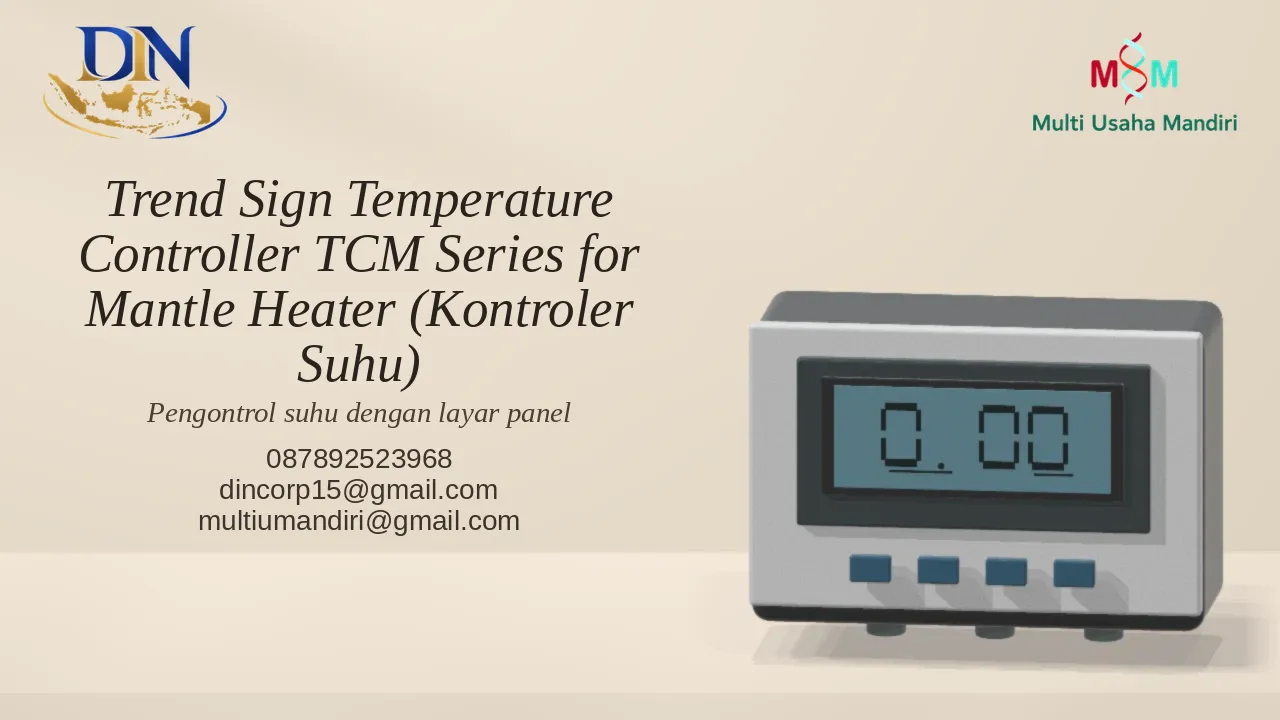 DIN
MSM
Multi Usaha Mandiri
Trend Sign Temperature
Controller TCM Series for
Mantle Heater (Kontroler
Suhu)
Pengontrol suhu dengan layar panel
087892523968
dincorp15@gmail.com
multiumandiri@gmail.com
0.00